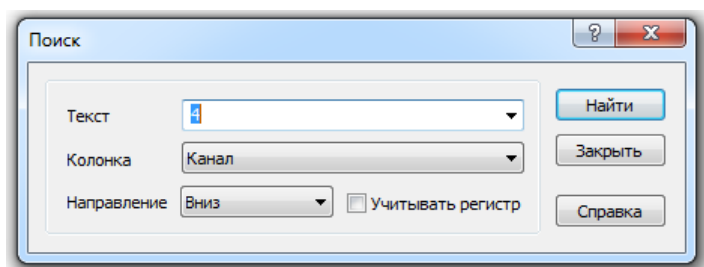 Поиск
?
Текст 4 Найти
Колонка Канал Закрыть
Направление Вниз Учитывать регистр Справка